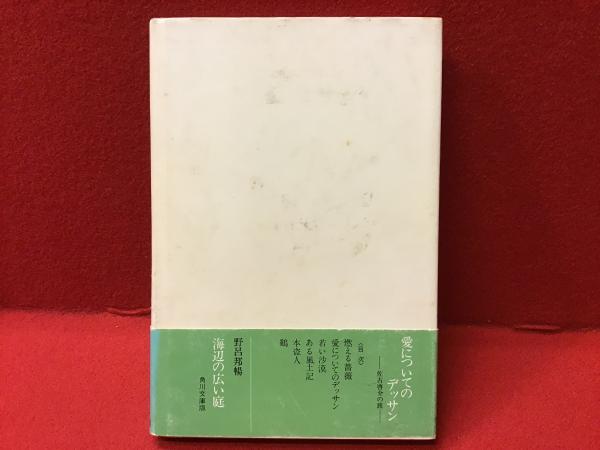 愛についての
デッサン
——佐古啓介の旅——
〈目次〉
燃える薔薇
愛についてのデッサン
若い沙漠
ある風土記
本盗人
鶴
野呂邦暢
海辺の広い庭
角川文庫版